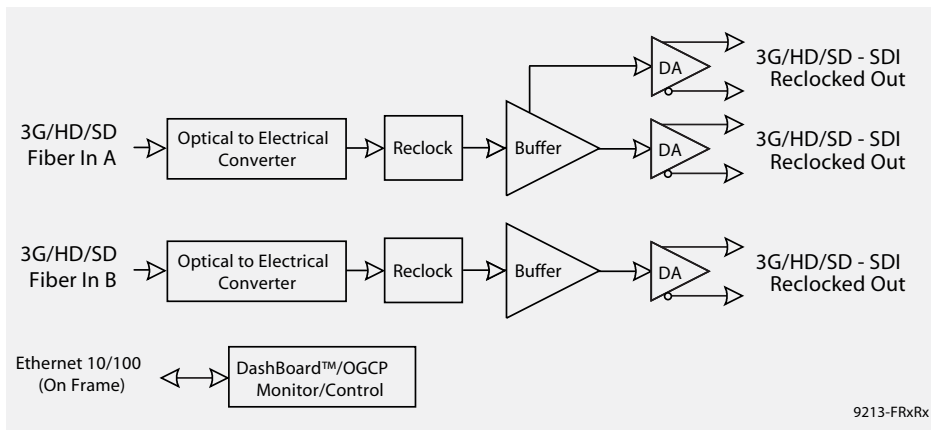 DA
3G/HD/SD - SDI
Reclocked Out
3G/HD/SD
Fiber In A
Optical to Electrical
Converter
Reclock
Buffer
DA
3G/HD/SD - SDI
Reclocked Out
3G/HD/SD
Fiber In B
Optical to Electrical
Converter
Reclock
Buffer
DA
3G/HD/SD - SDI
Reclocked Out
Ethernet 10/100
(On Frame)
DashBoard™/OGCP
Monitor/Control
9213-FRxRx